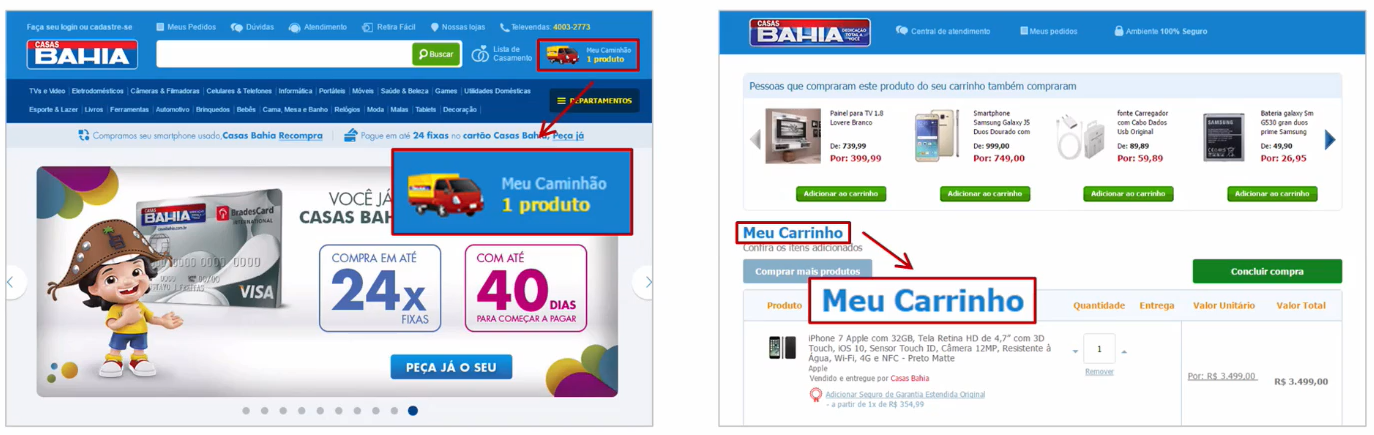 Faça seu login ou cadastre-se
Meus Pedidos
Dúvidas
Atendimento
Retira Fácil
Nossas lojas
Televendas: 4003-2773
CASAS
BAHIA
Buscar
Lista de
Casamento
Meu Caminhão
1 produto
TVs e Vídeo | Eletrodomésticos | Câmeras & Filmadoras | Celulares & Telefones | Informática | Portáteis | Móveis | Saúde & Beleza | Games | Utilidades Domésticas
Esporte & Lazer | Livros | Ferramentas | Automotivo | Brinquedos | Bebês | Cama, Mesa e Banho | Relógios | Moda | Malas | Tablets | Decoração |
DEPARTAMENTOS
Compramos seu smartphone usado, Casas Bahia Recompra
Pague em até 24 fixas no cartão Casas Bahia, Peça já
Meu Caminhão
1 produto
VOCÊ JÁ
CASAS BAH
CASAS
BAHIA
BradesCard
INTERNATIONAL
VISA
COMPRA EM ATÉ
24x
FIXAS
COM ATÉ
40 DIAS
PARA COMEÇAR A PAGAR
PEÇA JÁ O SEU
CASAS
BAHIA
DEDICAÇÃO
TOTAL A
VOCÊ
Central de atendimento
Meus pedidos
Ambiente 100% Seguro
Pessoas que compraram este produto do seu carrinho também compraram
Painel para TV 1.8
Lovere Branco
De: 739,99
Por: 399,99
Adicionar ao carrinho
Smartphone
Samsung Galaxy J5
Duos Dourado com
De: 999,00
Por: 749,00
Adicionar ao carrinho
fonte Carregador
com Cabo Dados
Usb Original
De: 89,89
Por: 59,89
Adicionar ao carrinho
SAMSUNG
Bateria galaxy 5m
G530 gran duos
prime Samsung
De: 49,90
Por: 26,95
Adicionar ao carrinho
Meu Carrinho
Confira os itens adicionados
Comprar mais produtos
Concluir compra
Meu Carrinho
Produto
Quantidade
Entrega
Valor Unitário
Valor Total
iPhone 7 Apple com 32GB, Tela Retina HD de 4,7” com 3D
Touch, iOS 10, Sensor Touch ID, Câmera 12MP, Resistente à
Água, Wi-Fi, 4G e NFC - Preto Matte
Apple
Vendido e entregue por Casas Bahia
1
Remover
Por: R$ 3.499,00
R$ 3.499,00
Adicionar Seguro de Garantia Estendida Original
- a partir de 1x de R$ 354,99